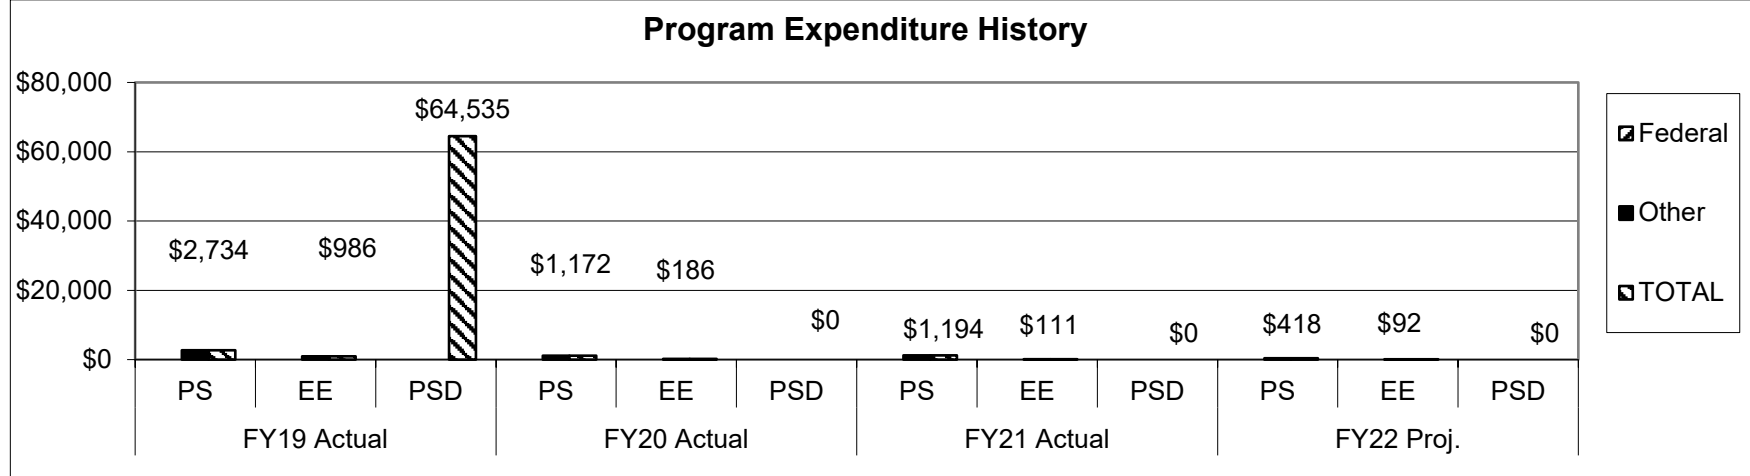 Program Expenditure History
$80,000
$60,000
$40,000
$20,000
$0
$2,734
$986
$64,535
$1,172
$186
$0
$1,194
$111
$0
$418
$92
$0
PS EE PSD PS EE PSD PS EE PSD PS EE PSD
FY19 Actual FY20 Actual FY21 Actual FY22 Proj.
Federal
Other
TOTAL